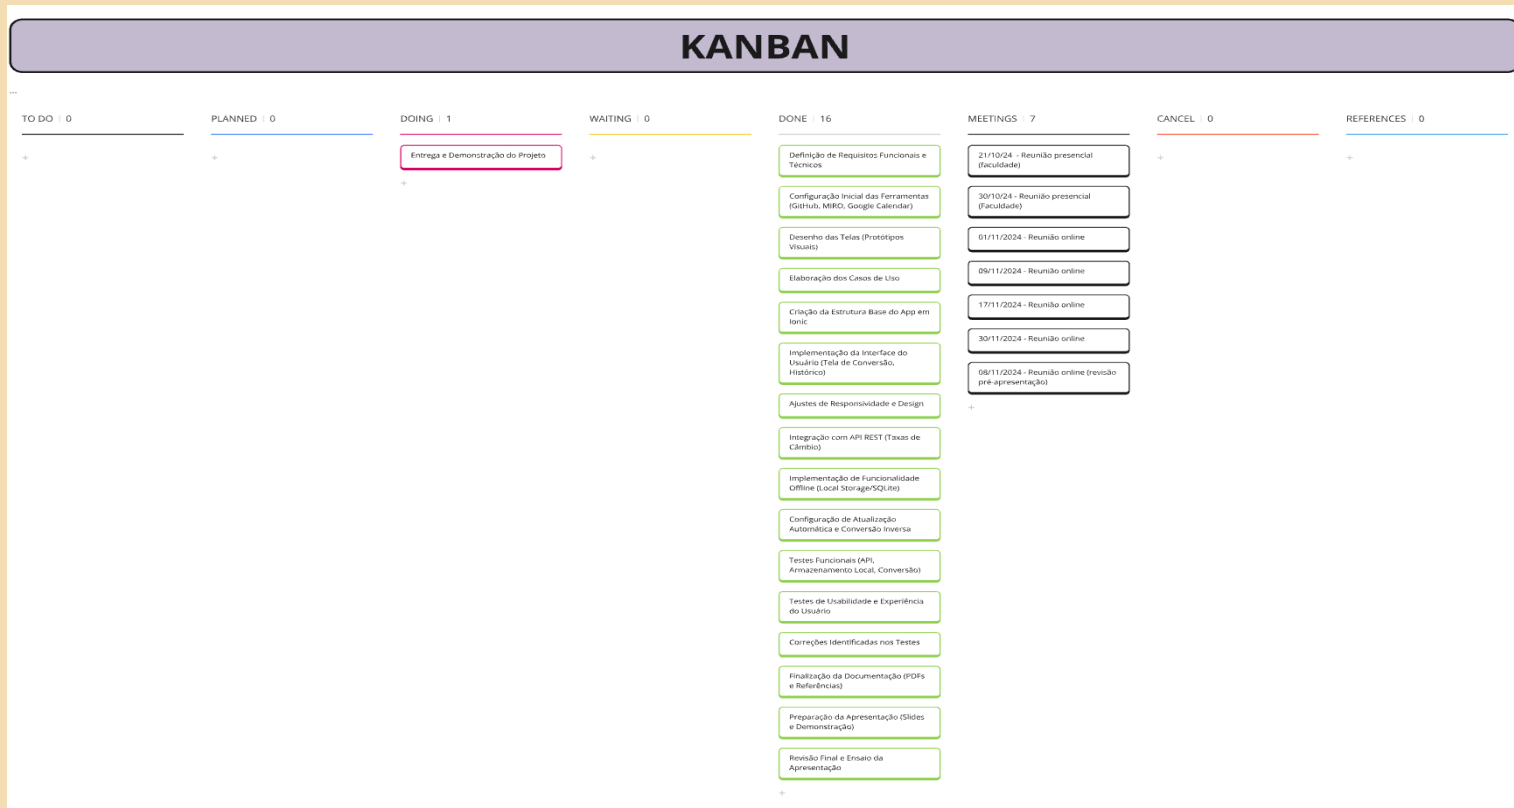 KANBAN
...
TO DO | 0
PLANNED | 0
DOING | 1
WAITING | 0
DONE | 16
MEETINGS | 7
CANCEL | 0
REFERENCES | 0
+
+
Entrega e Demonstração do Projeto
+
+
Definição de Requisitos Funcionais e
Técnicos
Configuração Inicial das Ferramentas
(GitHub, MIRO, Google Calendar)
Desenho das Telas (Protótipos
Visuais)
Elaboração dos Casos de Uso
Criação da Estrutura Base do App em
Ionic
Implementação da Interface do
Usuário (Tela de Conversão,
Histórico)
Ajustes de Responsividade e Design
Integração com API REST (Taxas de
Câmbio)
Implementação de Funcionalidade
Offline (Local Storage/SQLite)
Configuração de Atualização
Automática e Conversão Inversa
Testes Funcionais (API,
Armazenamento Local, Conversão)
Testes de Usabilidade e Experiência
do Usuário
Correções Identificadas nos Testes
Finalização da Documentação (PDFs
e Referências)
Preparação da Apresentação (Slides
e Demonstração)
Revisão Final e Ensaio da
Apresentação
+
21/10/24 - Reunião presencial
(faculdade)
30/10/24 - Reunião presencial
(Faculdade)
01/11/2024 - Reunião online
09/11/2024 - Reunião online
17/11/2024 - Reunião online
30/11/2024 - Reunião online
08/11/2024 - Reunião online (revisão
pré-apresentação)
+
+
+